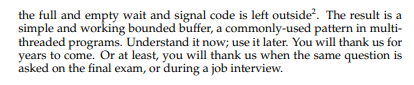 the full and empty wait and signal code is left outside². The result is a
simple and working bounded buffer, a commonly-used pattern in multi-
threaded programs. Understand it now; use it later. You will thank us for
years to come. Or at least, you will thank us when the same question is
asked on the final exam, or during a job interview.